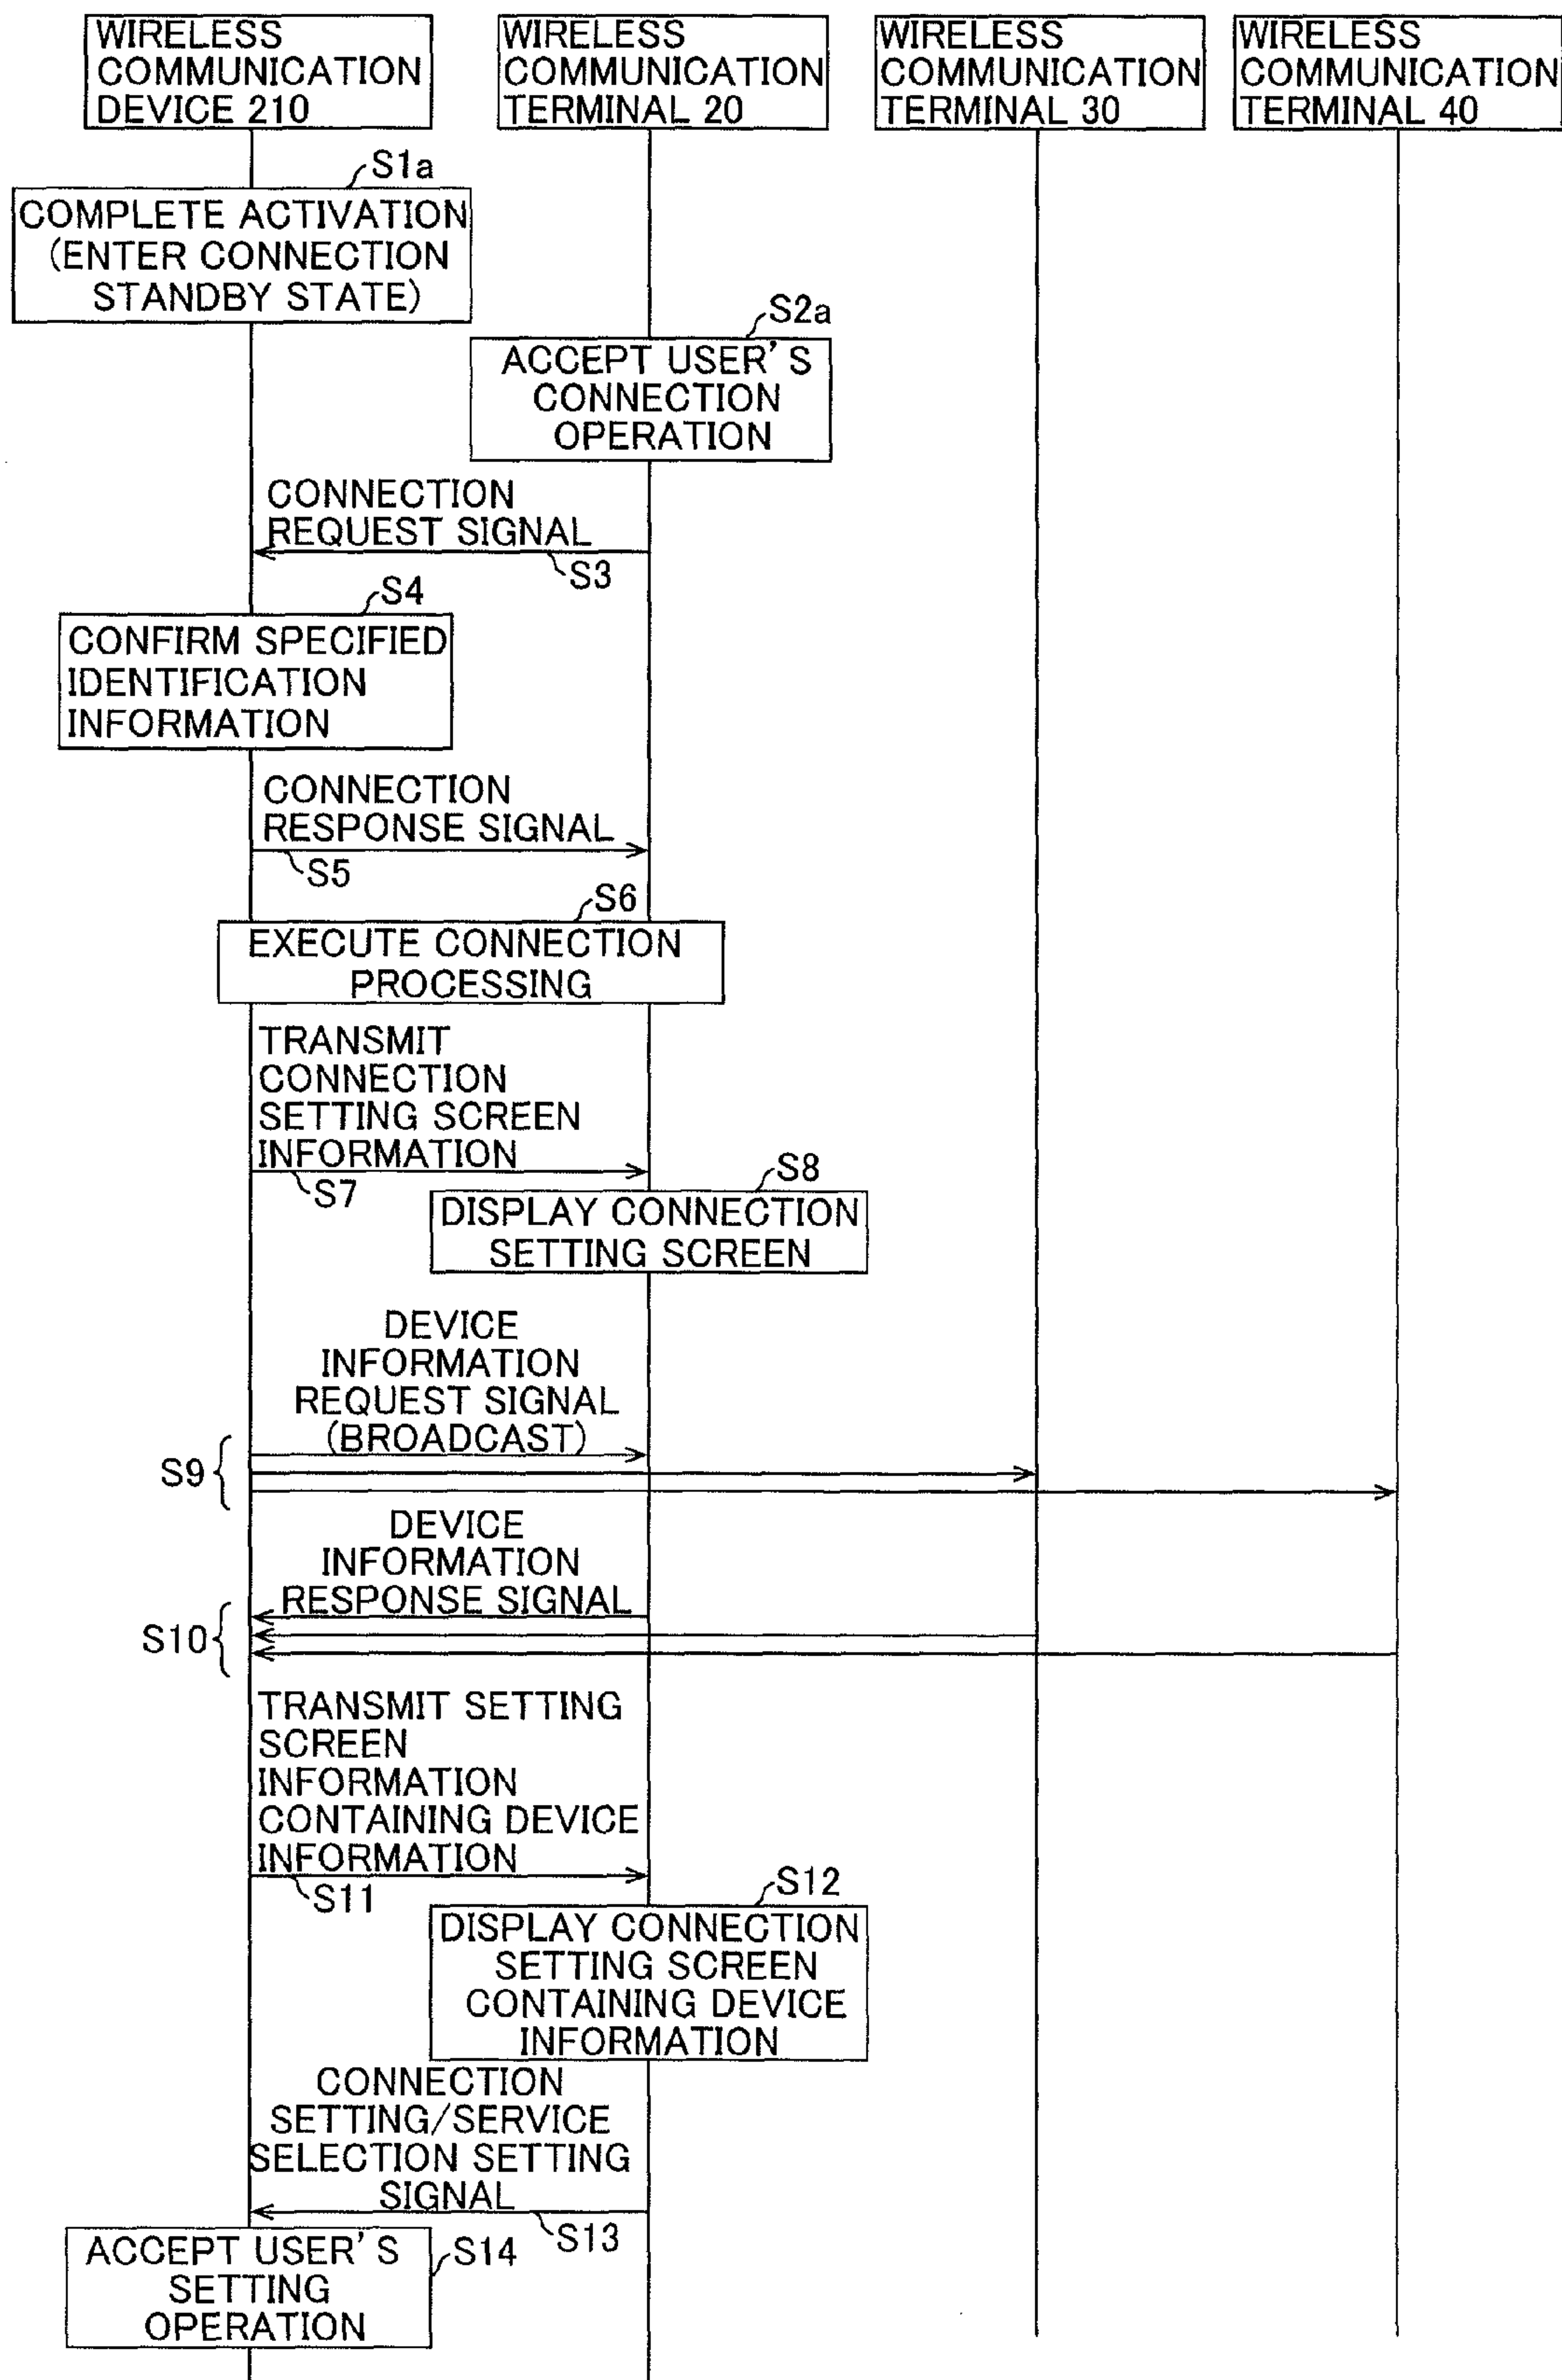 WIRELESS
COMMUNICATION
DEVICE 210
WIRELESS
COMMUNICATION
TERMINAL 20
WIRELESS
COMMUNICATION
TERMINAL 30
WIRELESS
COMMUNICATION
TERMINAL 40
S1a
COMPLETE ACTIVATION
(ENTER CONNECTION
STANDBY STATE)
S2a
ACCEPT USER'S
CONNECTION
OPERATION
CONNECTION
REQUEST SIGNAL
S3
S4
CONFIRM SPECIFIED
IDENTIFICATION
INFORMATION
CONNECTION
RESPONSE SIGNAL
S5
S6
EXECUTE CONNECTION
PROCESSING
TRANSMIT
CONNECTION
SETTING SCREEN
INFORMATION
S7
S8
DISPLAY CONNECTION
SETTING SCREEN
DEVICE
INFORMATION
REQUEST SIGNAL
(BROADCAST)
S9
DEVICE
INFORMATION
RESPONSE SIGNAL
S10
TRANSMIT SETTING
SCREEN
INFORMATION
CONTAINING DEVICE
INFORMATION
S11
S12
DISPLAY CONNECTION
SETTING SCREEN
CONTAINING DEVICE
INFORMATION
CONNECTION
SETTING/SERVICE
SELECTION SETTING
SIGNAL
S13
ACCEPT USER'S
SETTING
OPERATION
S14